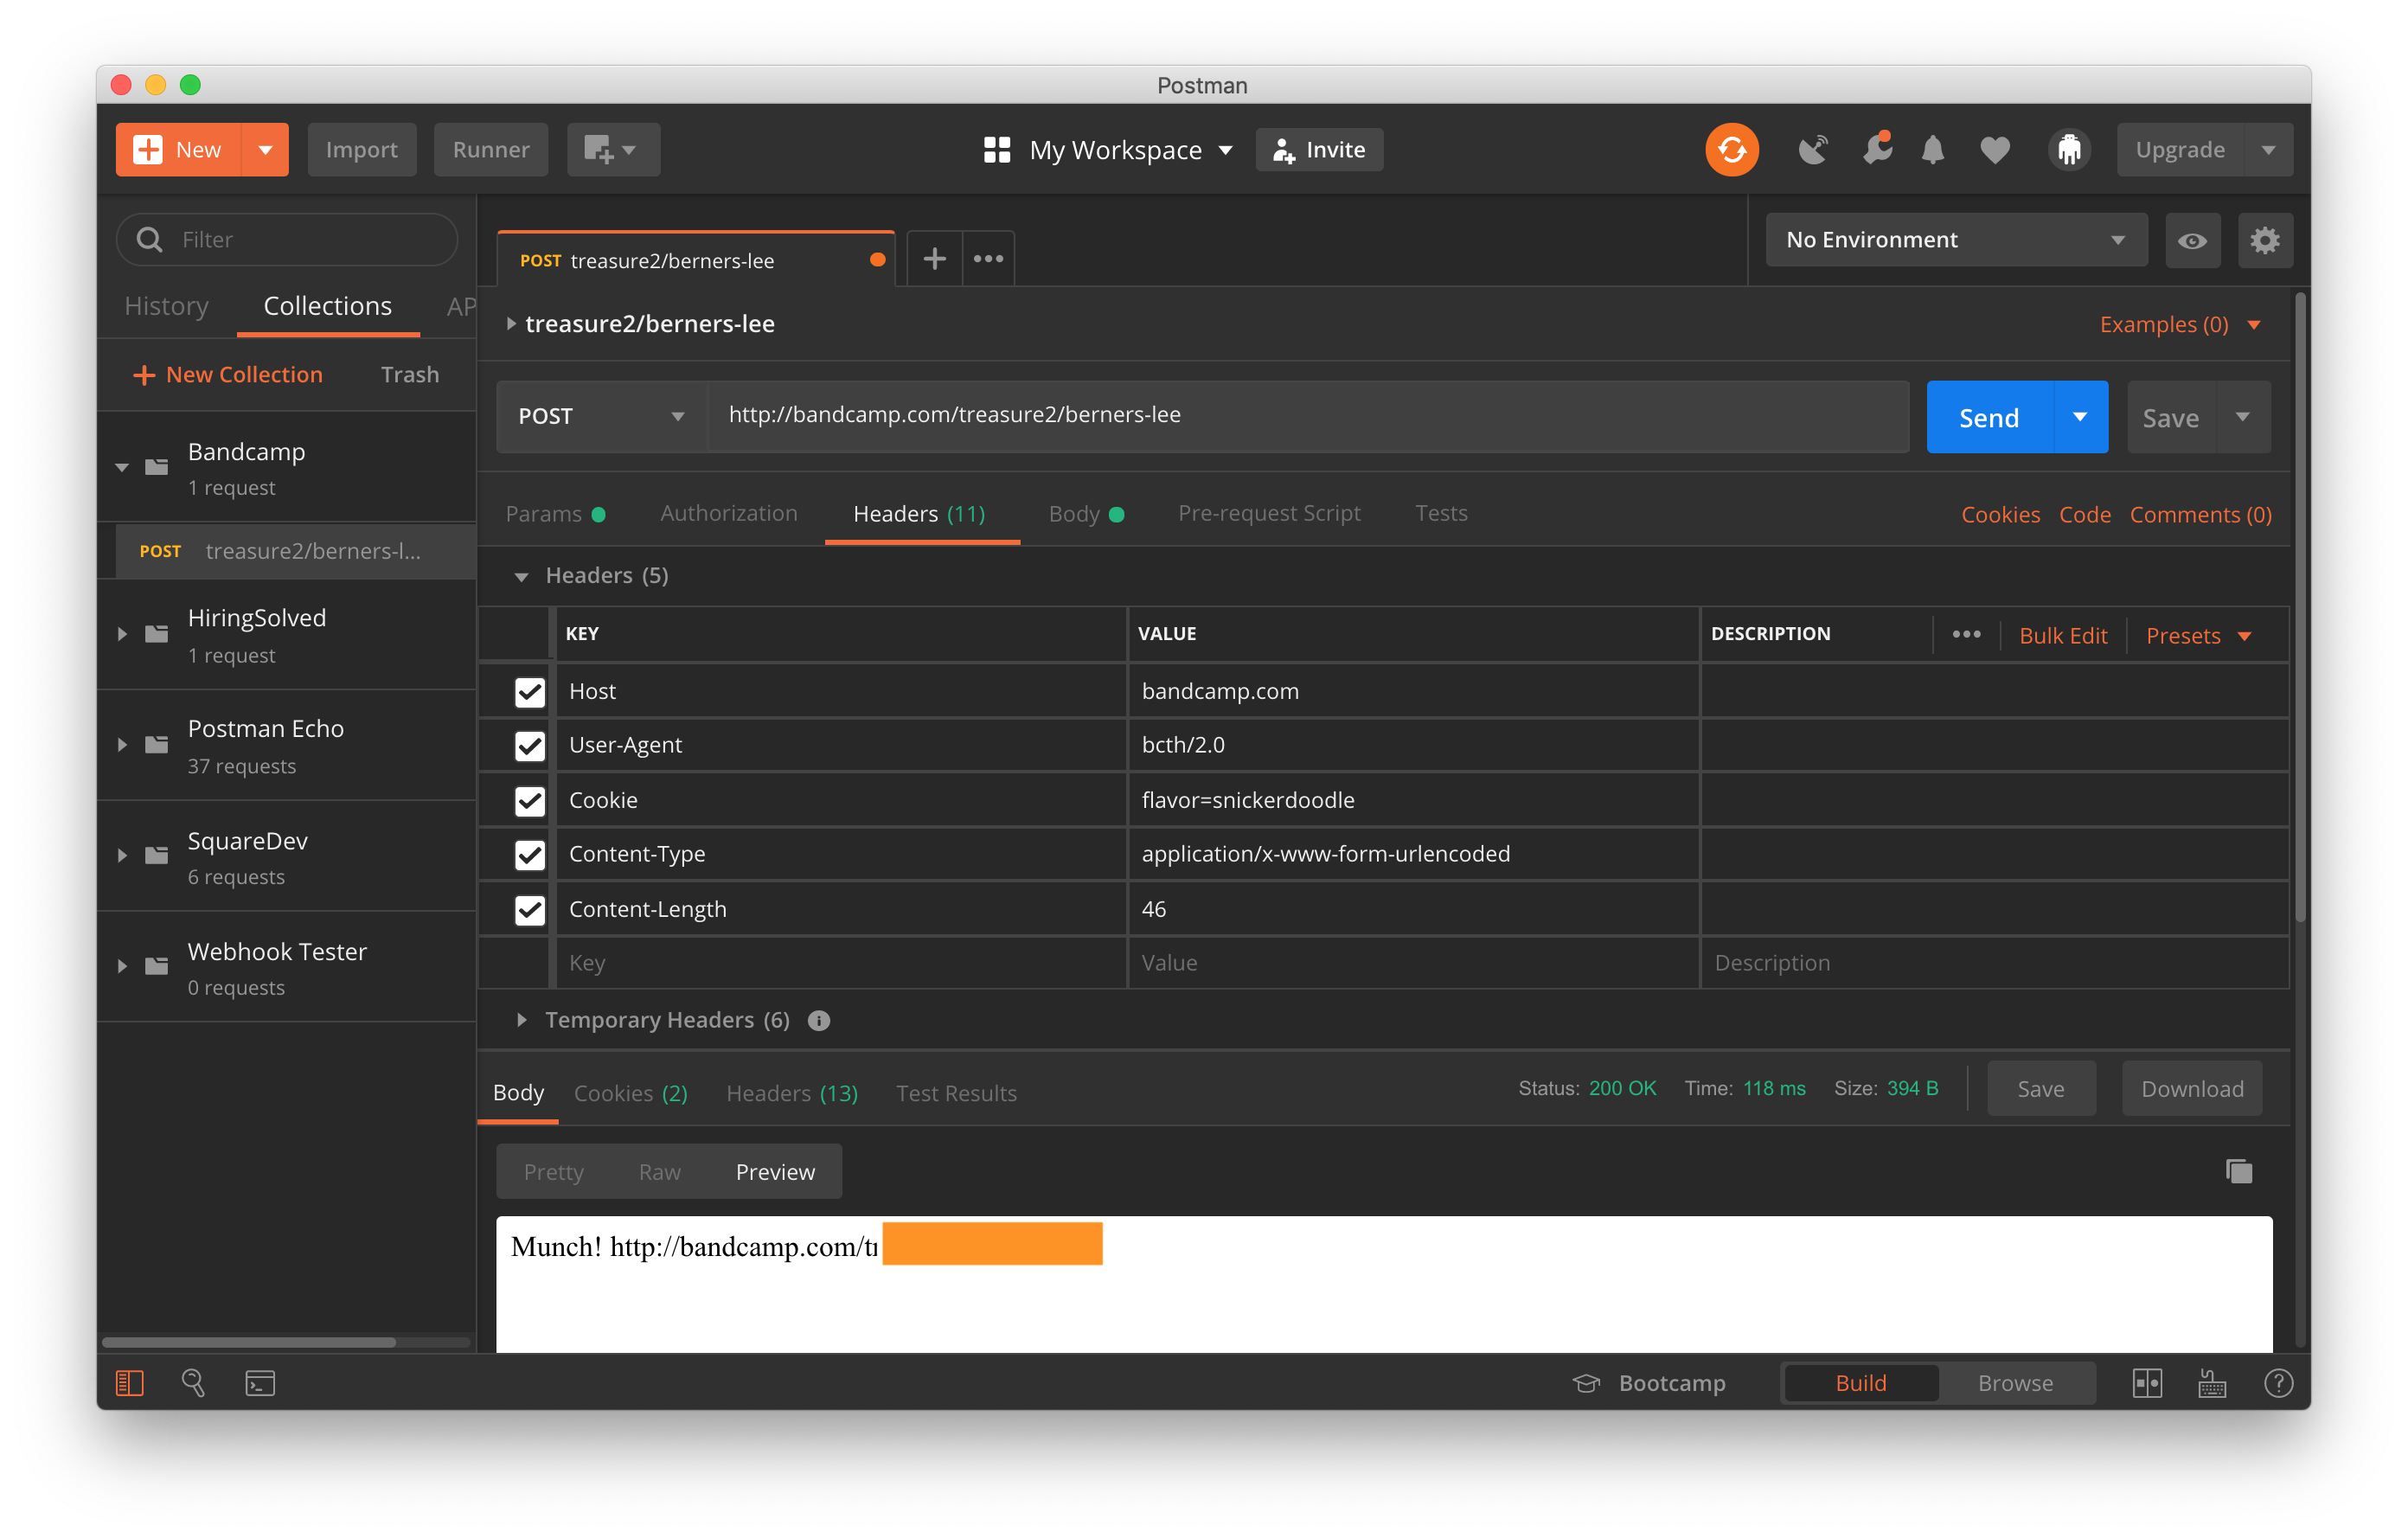 Postman
New
Import
Runner
My Workspace
Invite
Upgrade
Filter
History
Collections
AP
New Collection
Trash
Bandcamp
1 request
POST treasure2/berners-l...
HiringSolved
1 request
Postman Echo
37 requests
SquareDev
6 requests
Webhook Tester
0 requests
POST treasure2/berners-lee
No Environment
treasure2/berners-lee
Examples (0)
POST
http://bandcamp.com/treasure2/berners-lee
Send
Save
Params
Authorization
Headers (11)
Body
Pre-request Script
Tests
Cookies
Code
Comments (0)
Headers (5)
KEY VALUE DESCRIPTION
Bulk Edit
Presets
Host bandcamp.com
User-Agent bcth/2.0
Cookie flavor=snickerdoodle
Content-Type application/x-www-form-urlencoded
Content-Length 46
Key Value Description
Temporary Headers (6)
Body
Cookies (2)
Headers (13)
Test Results
Status: 200 OK Time: 118 ms Size: 394 B
Save
Download
Pretty
Raw
Preview
Munch! http://bandcamp.com/tr
Bootcamp
Build
Browse